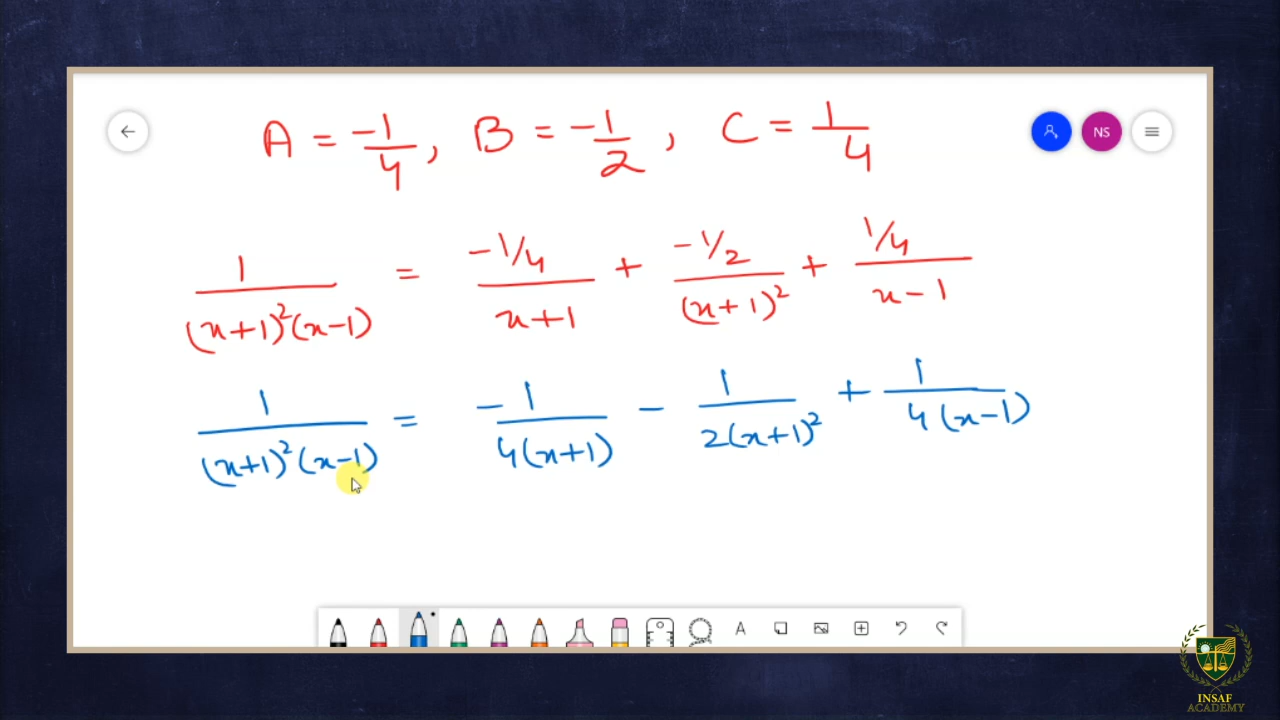 A = -1/4, B = -1/2, C = 1/4
NS
1/((x+1)²(x-1)) = (-1/4)/(x+1) + (-1/2)/((x+1)²) + (1/4)/(x-1)
1/((x+1)²(x-1)) = -1/(4(x+1)) - 1/(2(x+1)²) + 1/(4(x-1))
A
INSAF
ACADEMY